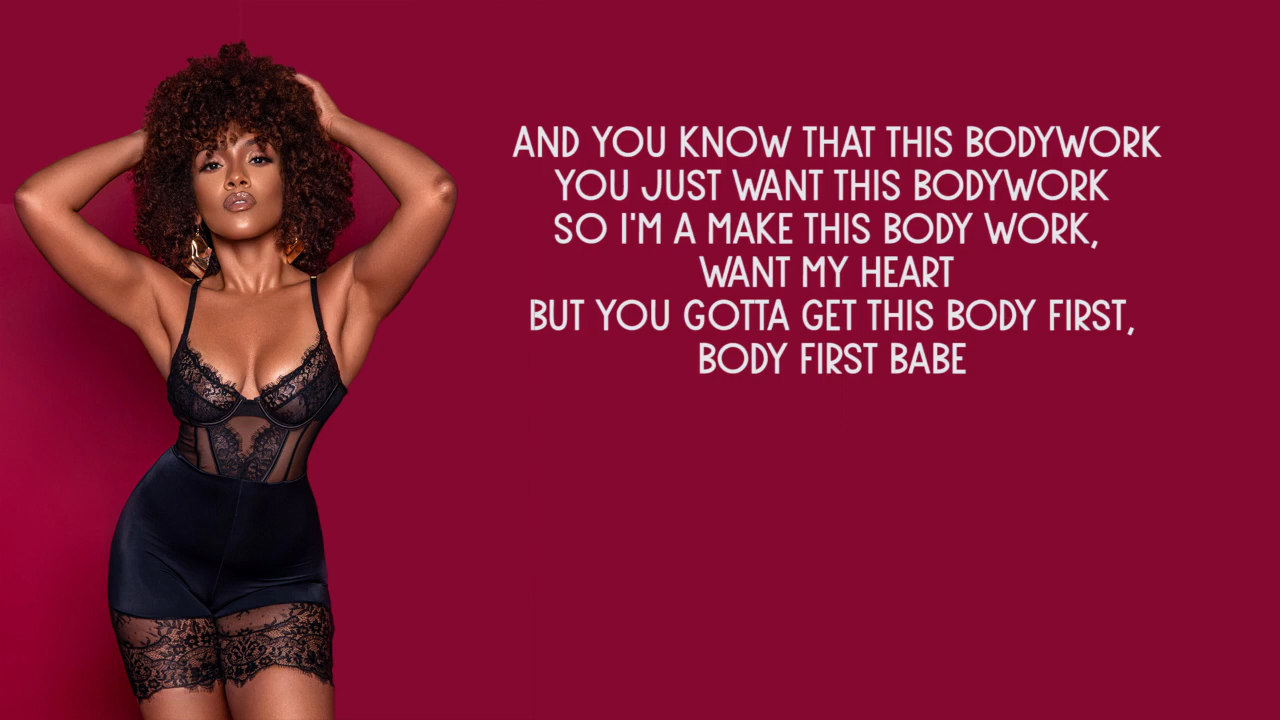 AND YOU KNOW THAT THIS BODYWORK
YOU JUST WANT THIS BODYWORK
SO I'M A MAKE THIS BODY WORK,
WANT MY HEART
BUT YOU GOTTA GET THIS BODY FIRST,
BODY FIRST BABE